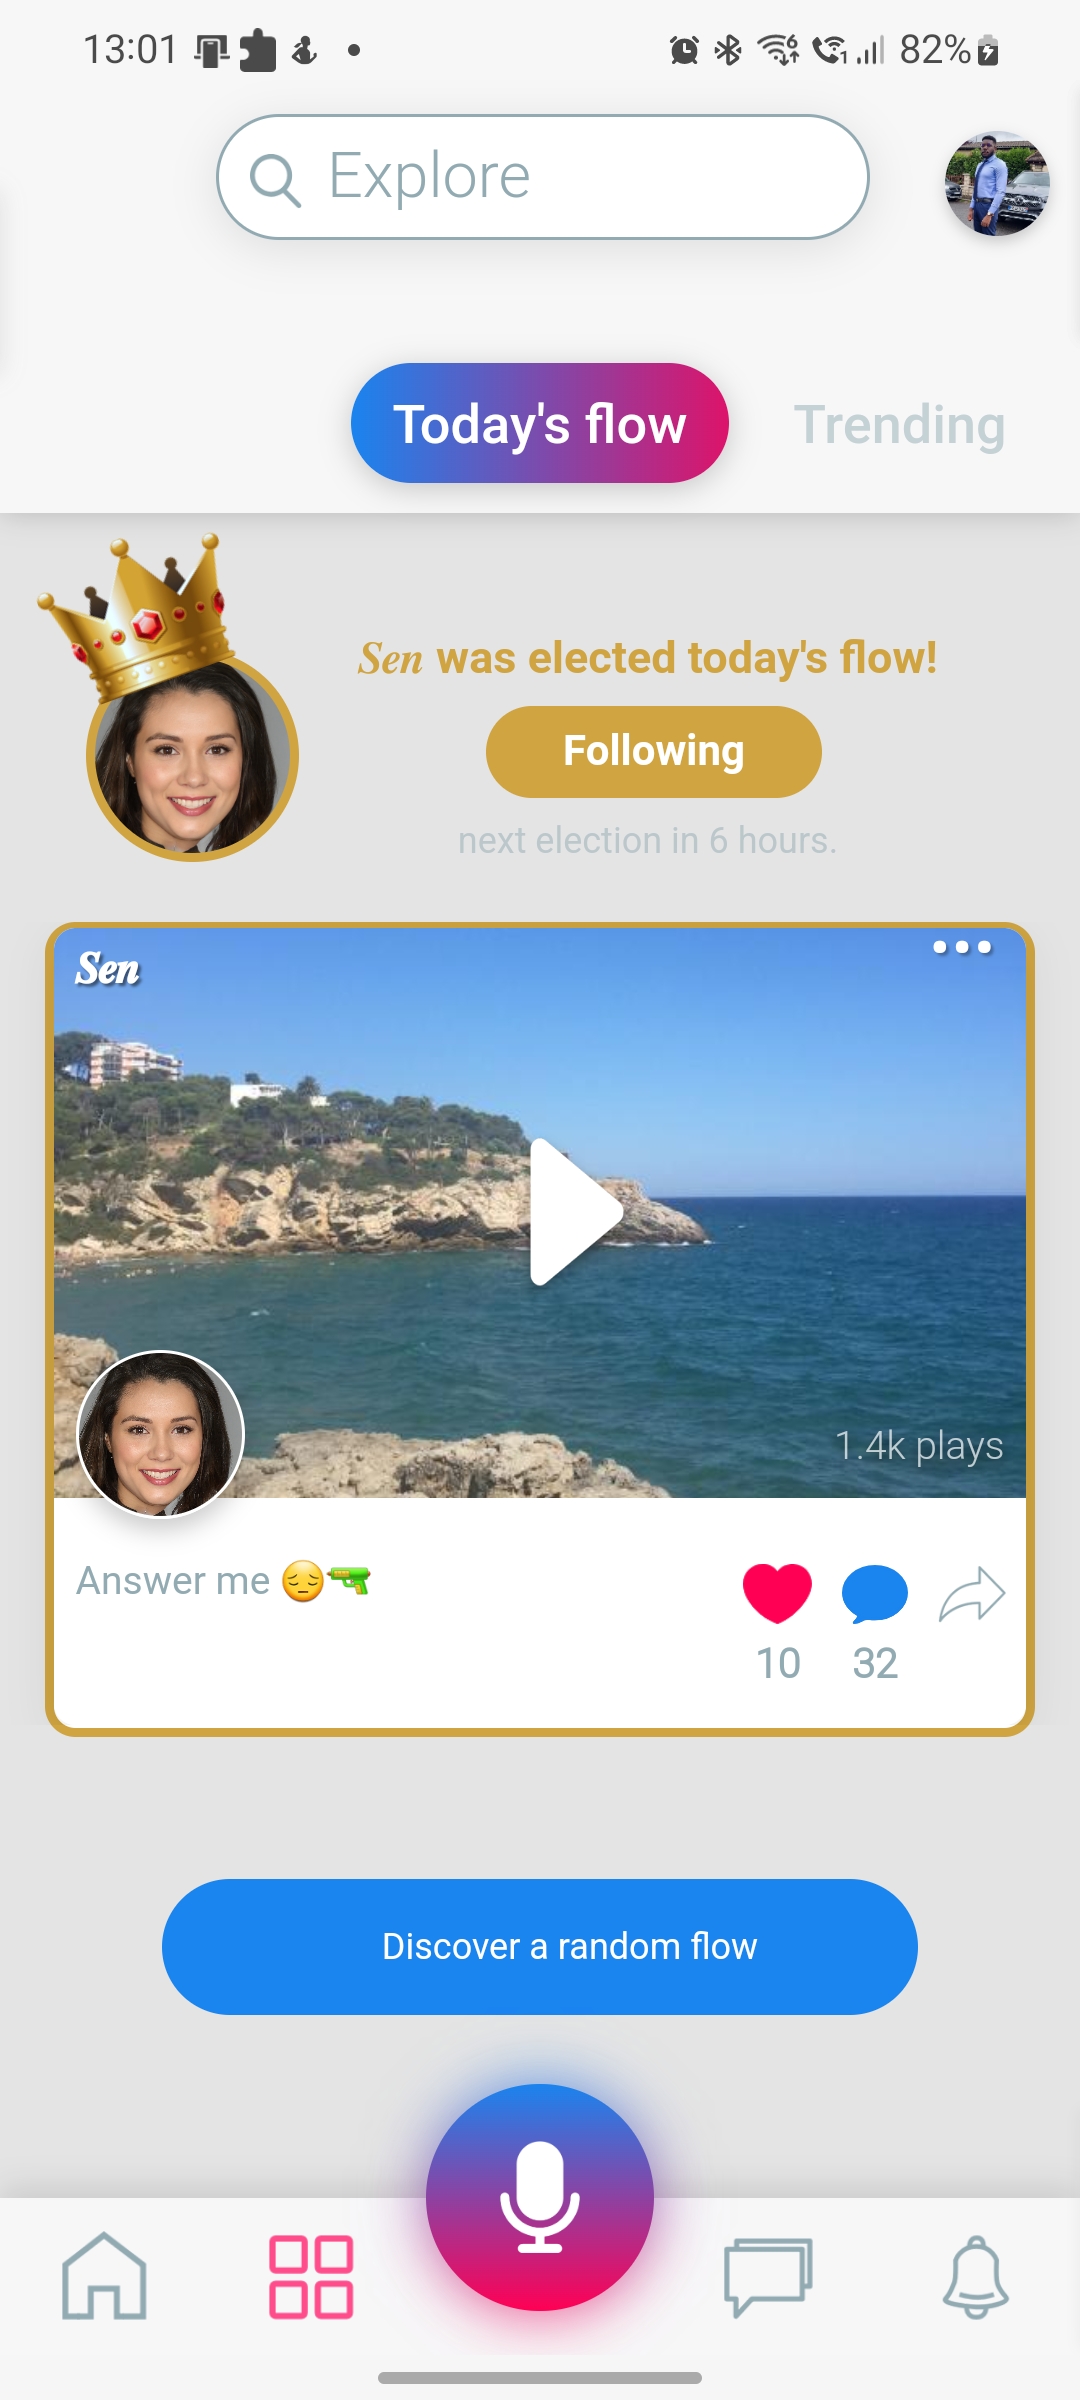 13:01
82%
Explore
Today's flow
Trending
Sen was elected today's flow!
Following
next election in 6 hours.
Sen
1.4k plays
Answer me 😔🔫
10
32
Discover a random flow